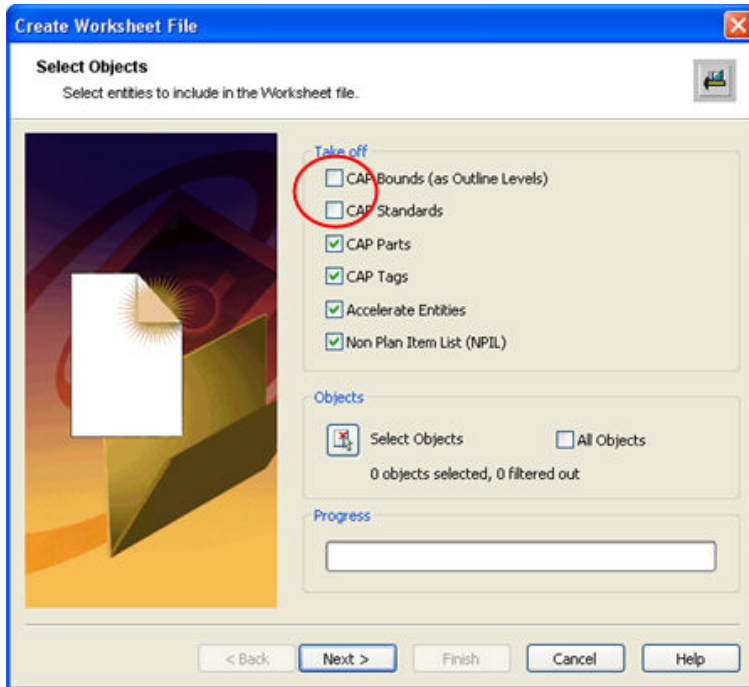 Create Worksheet File
Select Objects
Select entities to include in the Worksheet file.
Take off
CAP Bounds (as Outline Levels)
CAP Standards
CAP Parts
CAP Tags
Accelerate Entities
Non Plan Item List (NPIL)
Objects
Select Objects All Objects
0 objects selected, 0 filtered out
Progress
< Back Next > Finish Cancel Help